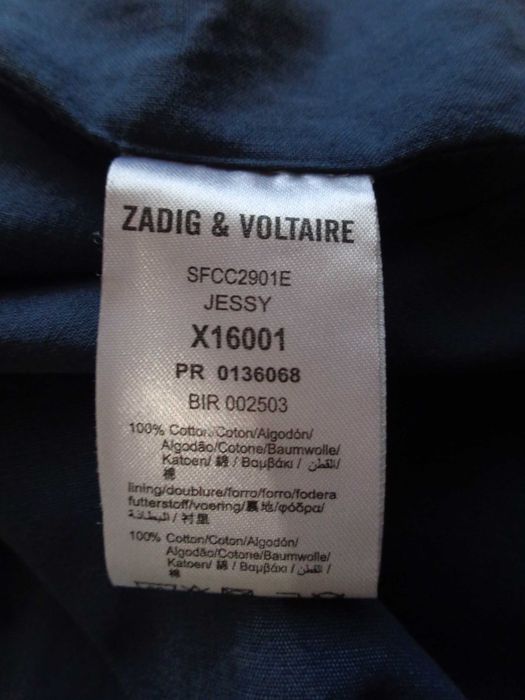 ZADIG & VOLTAIRE
SFCC2901E
JESSY
X16001
PR 0136068
BIR 002503
100% Cotton/Coton/Algodón/
Algodão/Cotone/Baumwolle/
Katoen/ 綿 / Βαμβάκι / القطن/
棉
lining/doublure/forro/forro/fodera
futterstoff/voering/裏地/φόδρα/
البطانة / 衬里
100% Cotton/Coton/Algodón/
Algodão/Cotone/Baumwolle/
Katoen/ 綿 / Βαμβάκι / القطن/
棉